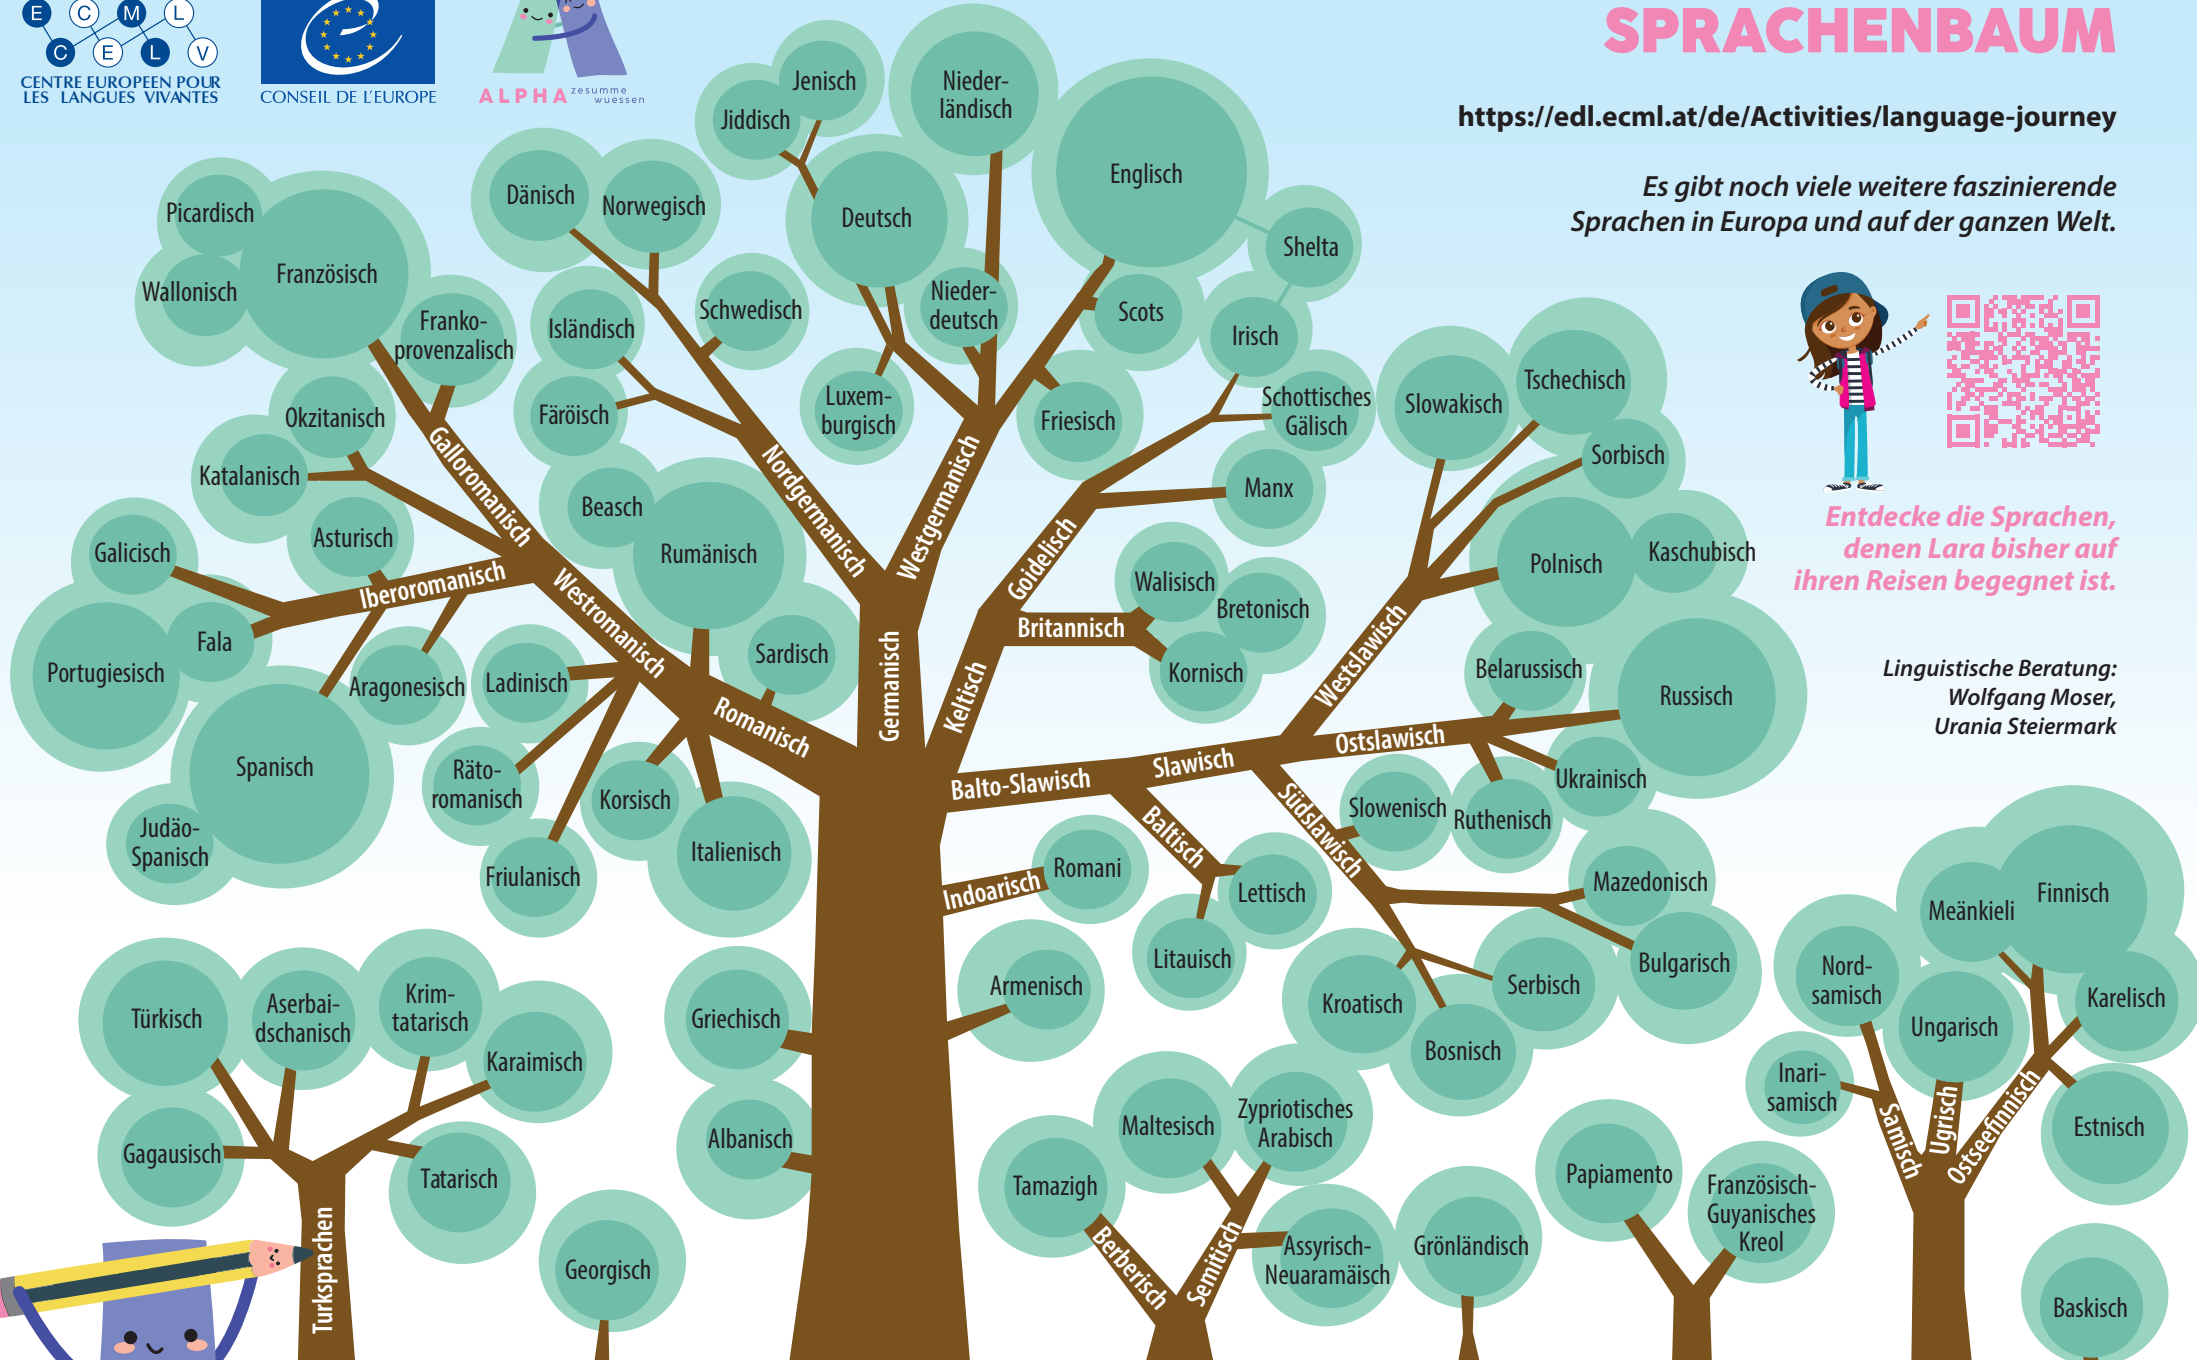 E C M L
C E L V
CENTRE EUROPEEN POUR
LES LANGUES VIVANTES
CONSEIL DE L'EUROPE
ALPHA zesumme
wuessen
SPRACHENBAUM
https://edl.ecml.at/de/Activities/language-journey
Es gibt noch viele weitere faszinierende
Sprachen in Europa und auf der ganzen Welt.
Entdecke die Sprachen,
denen Lara bisher auf
ihren Reisen begegnet ist.
Linguistische Beratung:
Wolfgang Moser,
Urania Steiermark
Picardisch
Wallonisch
Französisch
Franko-
provenzalisch
Okzitanisch
Katalanisch
Galloromanisch
Asturisch
Galicisch
Fala
Portugiesisch
Iberoromanisch
Aragonesisch
Spanisch
Judäo-
Spanisch
Westromanisch
Ladinisch
Räto-
romanisch
Friulanisch
Korsisch
Italienisch
Beasch
Rumänisch
Sardisch
Romanisch
Dänisch
Norwegisch
Schwedisch
Isländisch
Färöisch
Nordgermanisch
Jiddisch
Jenisch
Deutsch
Luxem-
burgisch
Nieder-
ländisch
Nieder-
deutsch
Englisch
Scots
Friesisch
Westgermanisch
Germanisch
Shelta
Irisch
Schottisches
Gälisch
Manx
Goidelisch
Walisisch
Bretonisch
Kornisch
Britannisch
Keltisch
Slowakisch
Tschechisch
Sorbisch
Polnisch
Kaschubisch
Westslawisch
Belarussisch
Russisch
Ukrainisch
Ruthenisch
Ostslawisch
Slawisch
Balto-Slawisch
Baltisch
Lettisch
Litauisch
Südslawisch
Slowenisch
Mazedonisch
Bulgarisch
Serbisch
Kroatisch
Bosnisch
Indoarisch
Romani
Armenisch
Griechisch
Albanisch
Türkisch
Aserbai-
dschanisch
Krim-
tatarisch
Karaimisch
Gagausisch
Tatarisch
Turksprachen
Georgisch
Tamazigh
Maltesisch
Zypriotisches
Arabisch
Assyrisch-
Neuaramäisch
Berberisch
Semitisch
Grönländisch
Papiamento
Französisch-
Guyanisches
Kreol
Nord-
samisch
Inari-
samisch
Samisch
Ungarisch
Ugrisch
Meänkieli
Finnisch
Karelisch
Estnisch
Ostseefinnisch
Baskisch